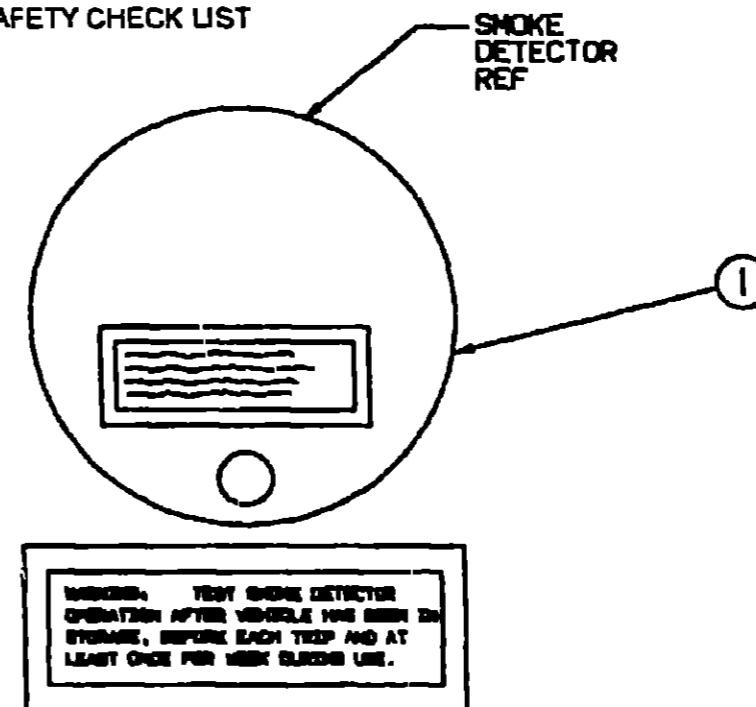 AFETY CHECK LIST
SMOKE
DETECTOR
REF
1
WARNING: TEST SMOKE DETECTOR
OPERATION AFTER VEHICLE HAS BEEN IN
STORAGE, BEFORE EACH TRIP AND AT
LEAST ONCE PER WEEK DURING USE.